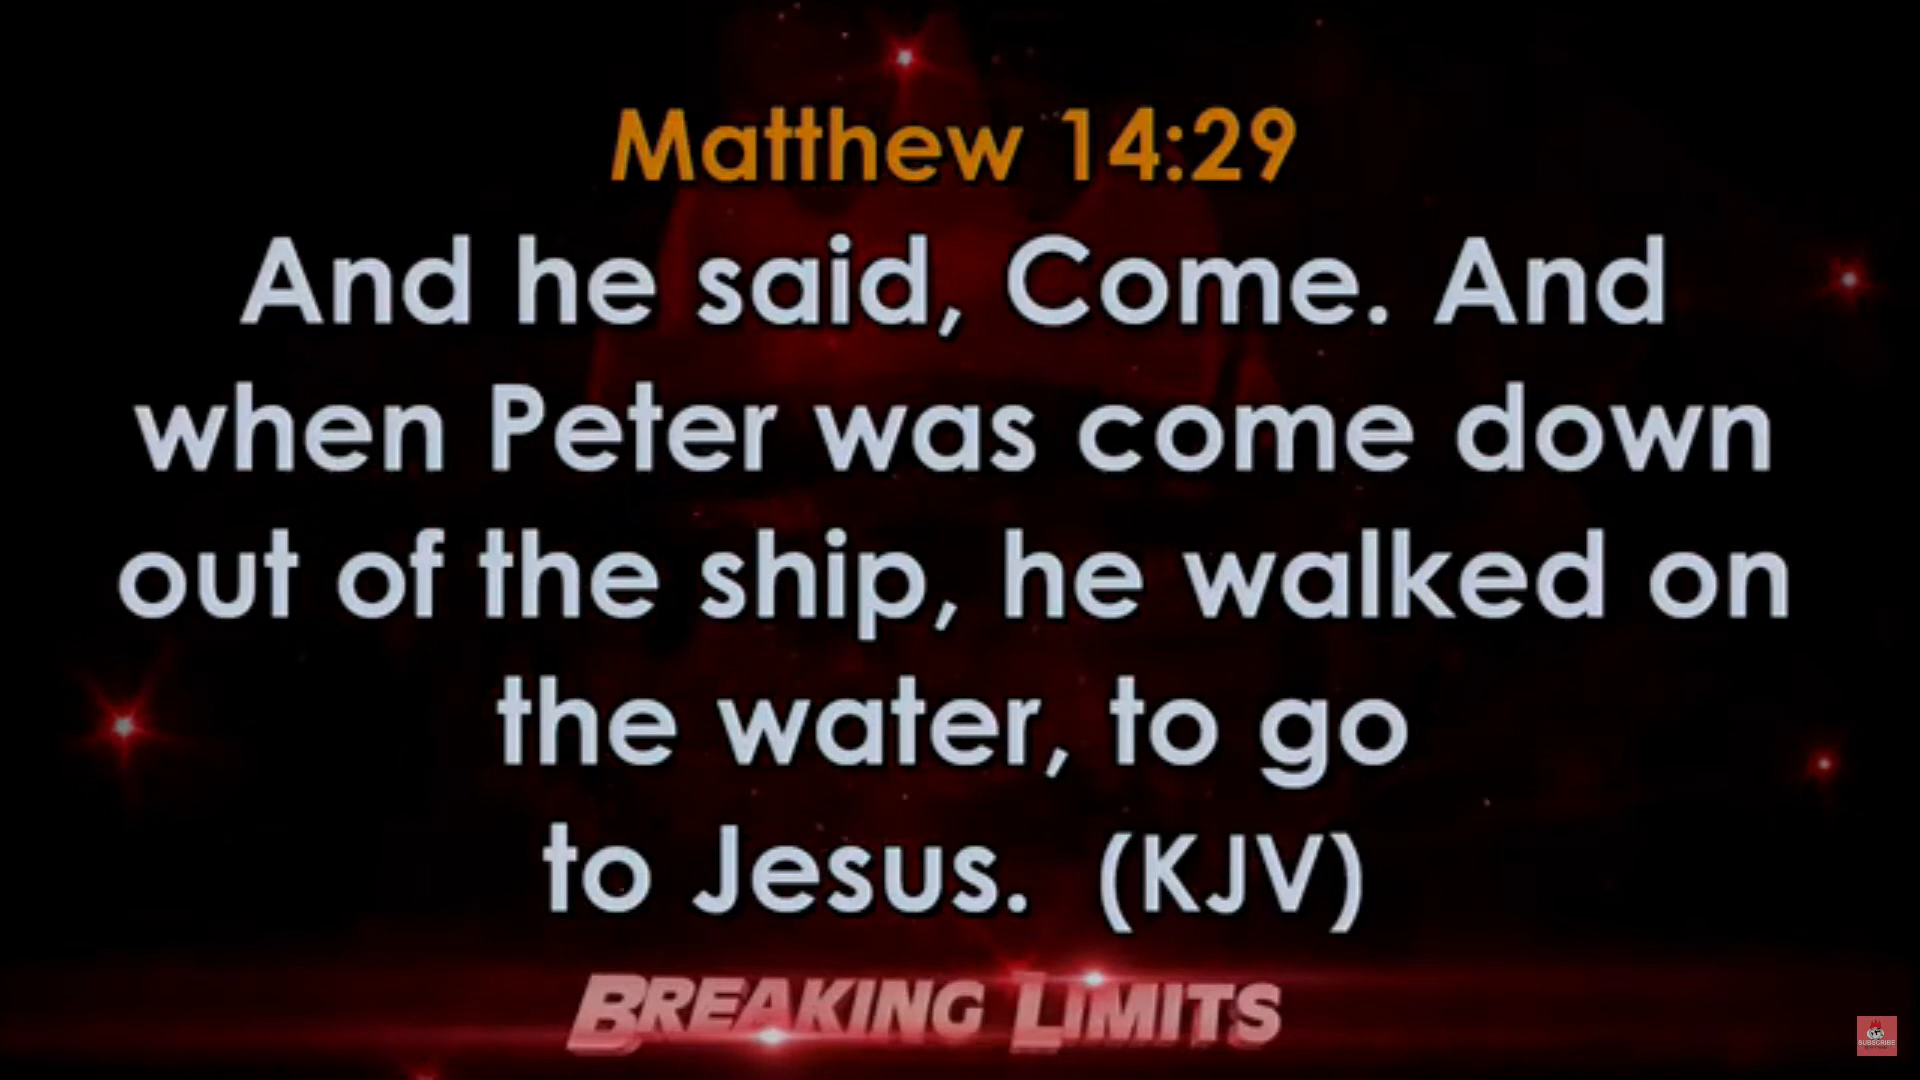 Matthew 14:29
And he said, Come. And
when Peter was come down
out of the ship, he walked on
the water, to go
to Jesus. (KJV)
BREAKING LIMITS
SUBSCRIBE